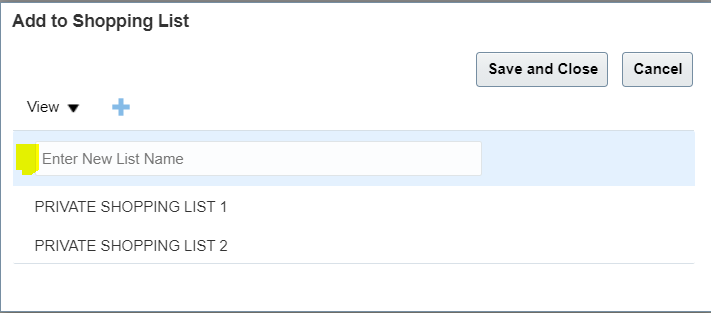 Add to Shopping List
Save and Close Cancel
View
Enter New List Name
PRIVATE SHOPPING LIST 1
PRIVATE SHOPPING LIST 2